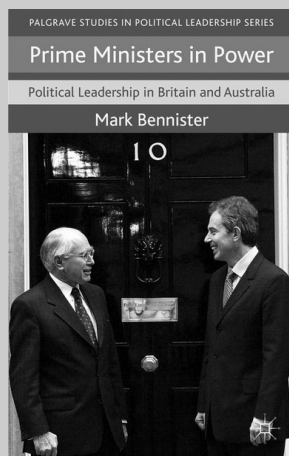 PALGRAVE STUDIES IN POLITICAL LEADERSHIP SERIES
Prime Ministers in Power
Political Leadership in Britain and Australia
Mark Bennister
10